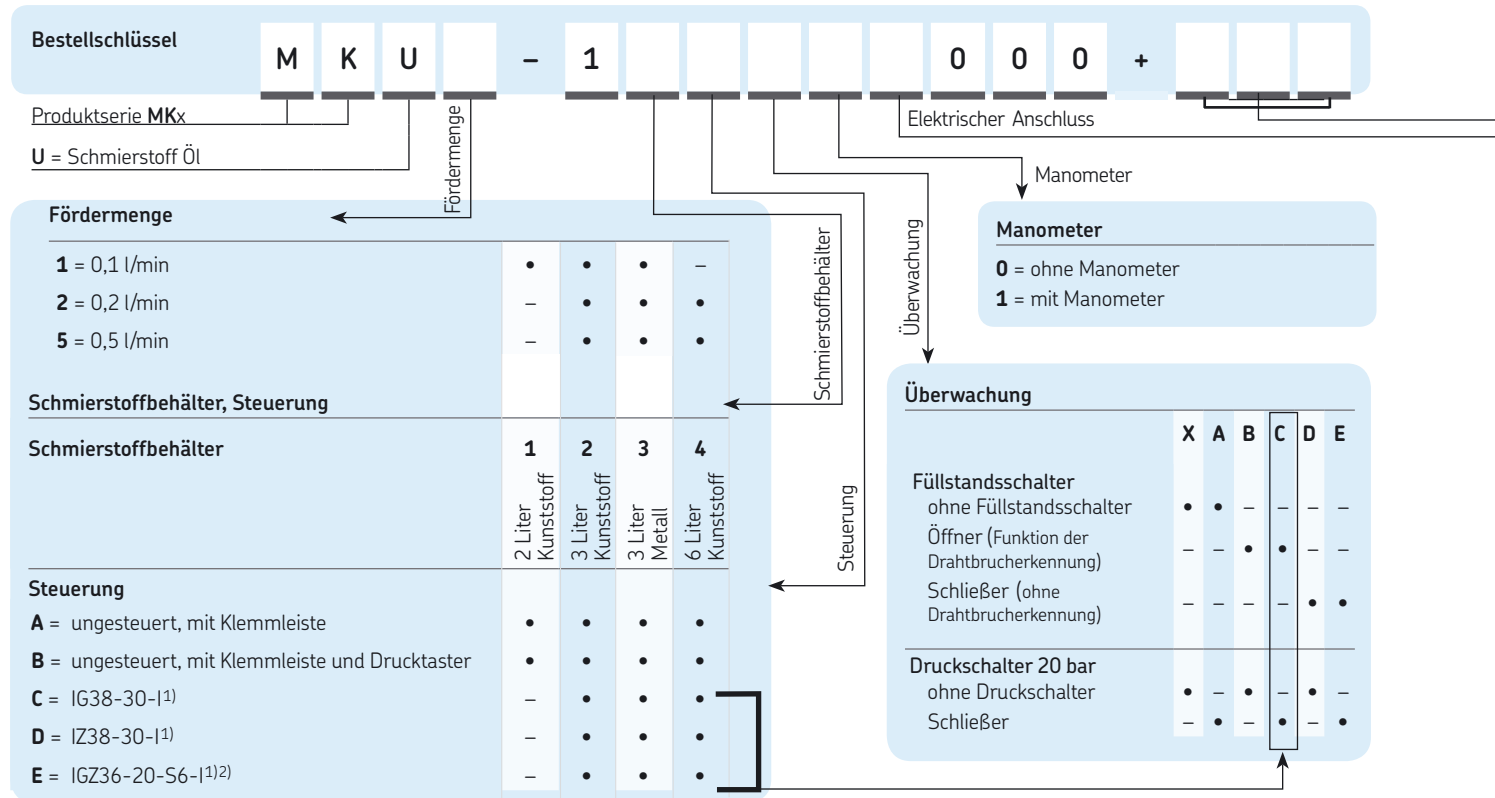 Bestellschlüssel
M K U – 1 0 0 0 +
Produktserie MKx
U = Schmierstoff Öl
Fördermenge
Elektrischer Anschluss
Manometer
Manometer
0 = ohne Manometer
1 = mit Manometer
Fördermenge
1 = 0,1 l/min • • • –
2 = 0,2 l/min – • • •
5 = 0,5 l/min – • • •
Schmierstoffbehälter
Schmierstoffbehälter, Steuerung
Schmierstoffbehälter 1 2 3 4
2 Liter
Kunststoff
3 Liter
Kunststoff
3 Liter
Metall
6 Liter
Kunststoff
Steuerung
Steuerung
A = ungesteuert, mit Klemmleiste • • • •
B = ungesteuert, mit Klemmleiste und Drucktaster • • • •
C = IG38-30-I1) – • • •
D = IZ38-30-I1) – • • •
E = IGZ36-20-S6-I1)2) – • • •
Überwachung
Überwachung
X A B C D E
Füllstandsschalter
ohne Füllstandsschalter • • – – – –
Öffner (Funktion der
Drahtbrucherkennung) – – • • – –
Schließer (ohne
Drahtbrucherkennung) – – – – • •
Druckschalter 20 bar
ohne Druckschalter • – • – • –
Schließer – • – • – •